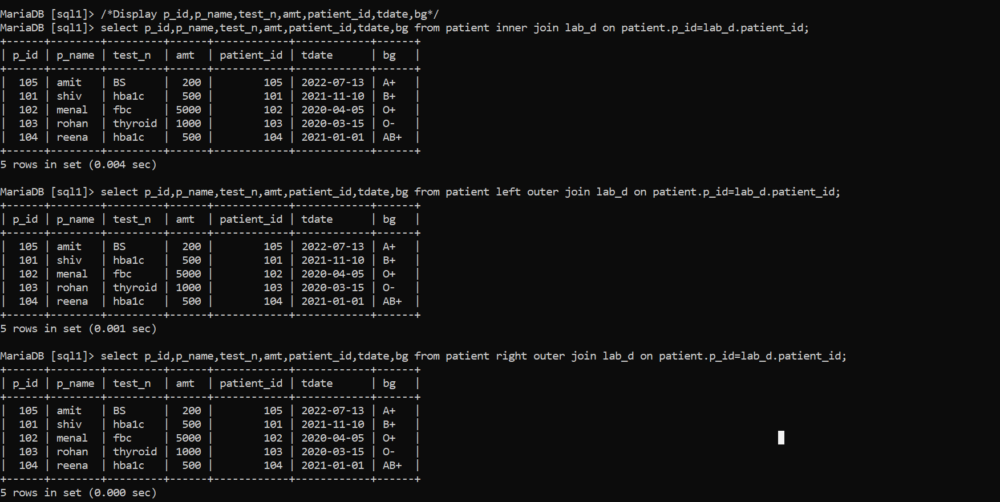 MariaDB [sql1]> /*Display p_id,p_name,test_n,amt,patient_id,tdate,bg*/
MariaDB [sql1]> select p_id,p_name,test_n,amt,patient_id,tdate,bg from patient inner join lab_d on patient.p_id=lab_d.patient_id;
+------+--------+---------+------+------------+------------+------+
| p_id | p_name | test_n  | amt  | patient_id | tdate      | bg   |
+------+--------+---------+------+------------+------------+------+
|  105 | amit   | BS      |  200 |        105 | 2022-07-13 | A+   |
|  101 | shiv   | hba1c   |  500 |        101 | 2021-11-10 | B+   |
|  102 | menal  | fbc     | 5000 |        102 | 2020-04-05 | O+   |
|  103 | rohan  | thyroid | 1000 |        103 | 2020-03-15 | O-   |
|  104 | reena  | hba1c   |  500 |        104 | 2021-01-01 | AB+  |
+------+--------+---------+------+------------+------------+------+
5 rows in set (0.004 sec)

MariaDB [sql1]> select p_id,p_name,test_n,amt,patient_id,tdate,bg from patient left outer join lab_d on patient.p_id=lab_d.patient_id;
+------+--------+---------+------+------------+------------+------+
| p_id | p_name | test_n  | amt  | patient_id | tdate      | bg   |
+------+--------+---------+------+------------+------------+------+
|  105 | amit   | BS      |  200 |        105 | 2022-07-13 | A+   |
|  101 | shiv   | hba1c   |  500 |        101 | 2021-11-10 | B+   |
|  102 | menal  | fbc     | 5000 |        102 | 2020-04-05 | O+   |
|  103 | rohan  | thyroid | 1000 |        103 | 2020-03-15 | O-   |
|  104 | reena  | hba1c   |  500 |        104 | 2021-01-01 | AB+  |
+------+--------+---------+------+------------+------------+------+
5 rows in set (0.001 sec)

MariaDB [sql1]> select p_id,p_name,test_n,amt,patient_id,tdate,bg from patient right outer join lab_d on patient.p_id=lab_d.patient_id;
+------+--------+---------+------+------------+------------+------+
| p_id | p_name | test_n  | amt  | patient_id | tdate      | bg   |
+------+--------+---------+------+------------+------------+------+
|  105 | amit   | BS      |  200 |        105 | 2022-07-13 | A+   |
|  101 | shiv   | hba1c   |  500 |        101 | 2021-11-10 | B+   |
|  102 | menal  | fbc     | 5000 |        102 | 2020-04-05 | O+   |
|  103 | rohan  | thyroid | 1000 |        103 | 2020-03-15 | O-   |
|  104 | reena  | hba1c   |  500 |        104 | 2021-01-01 | AB+  |
+------+--------+---------+------+------------+------------+------+
5 rows in set (0.000 sec)